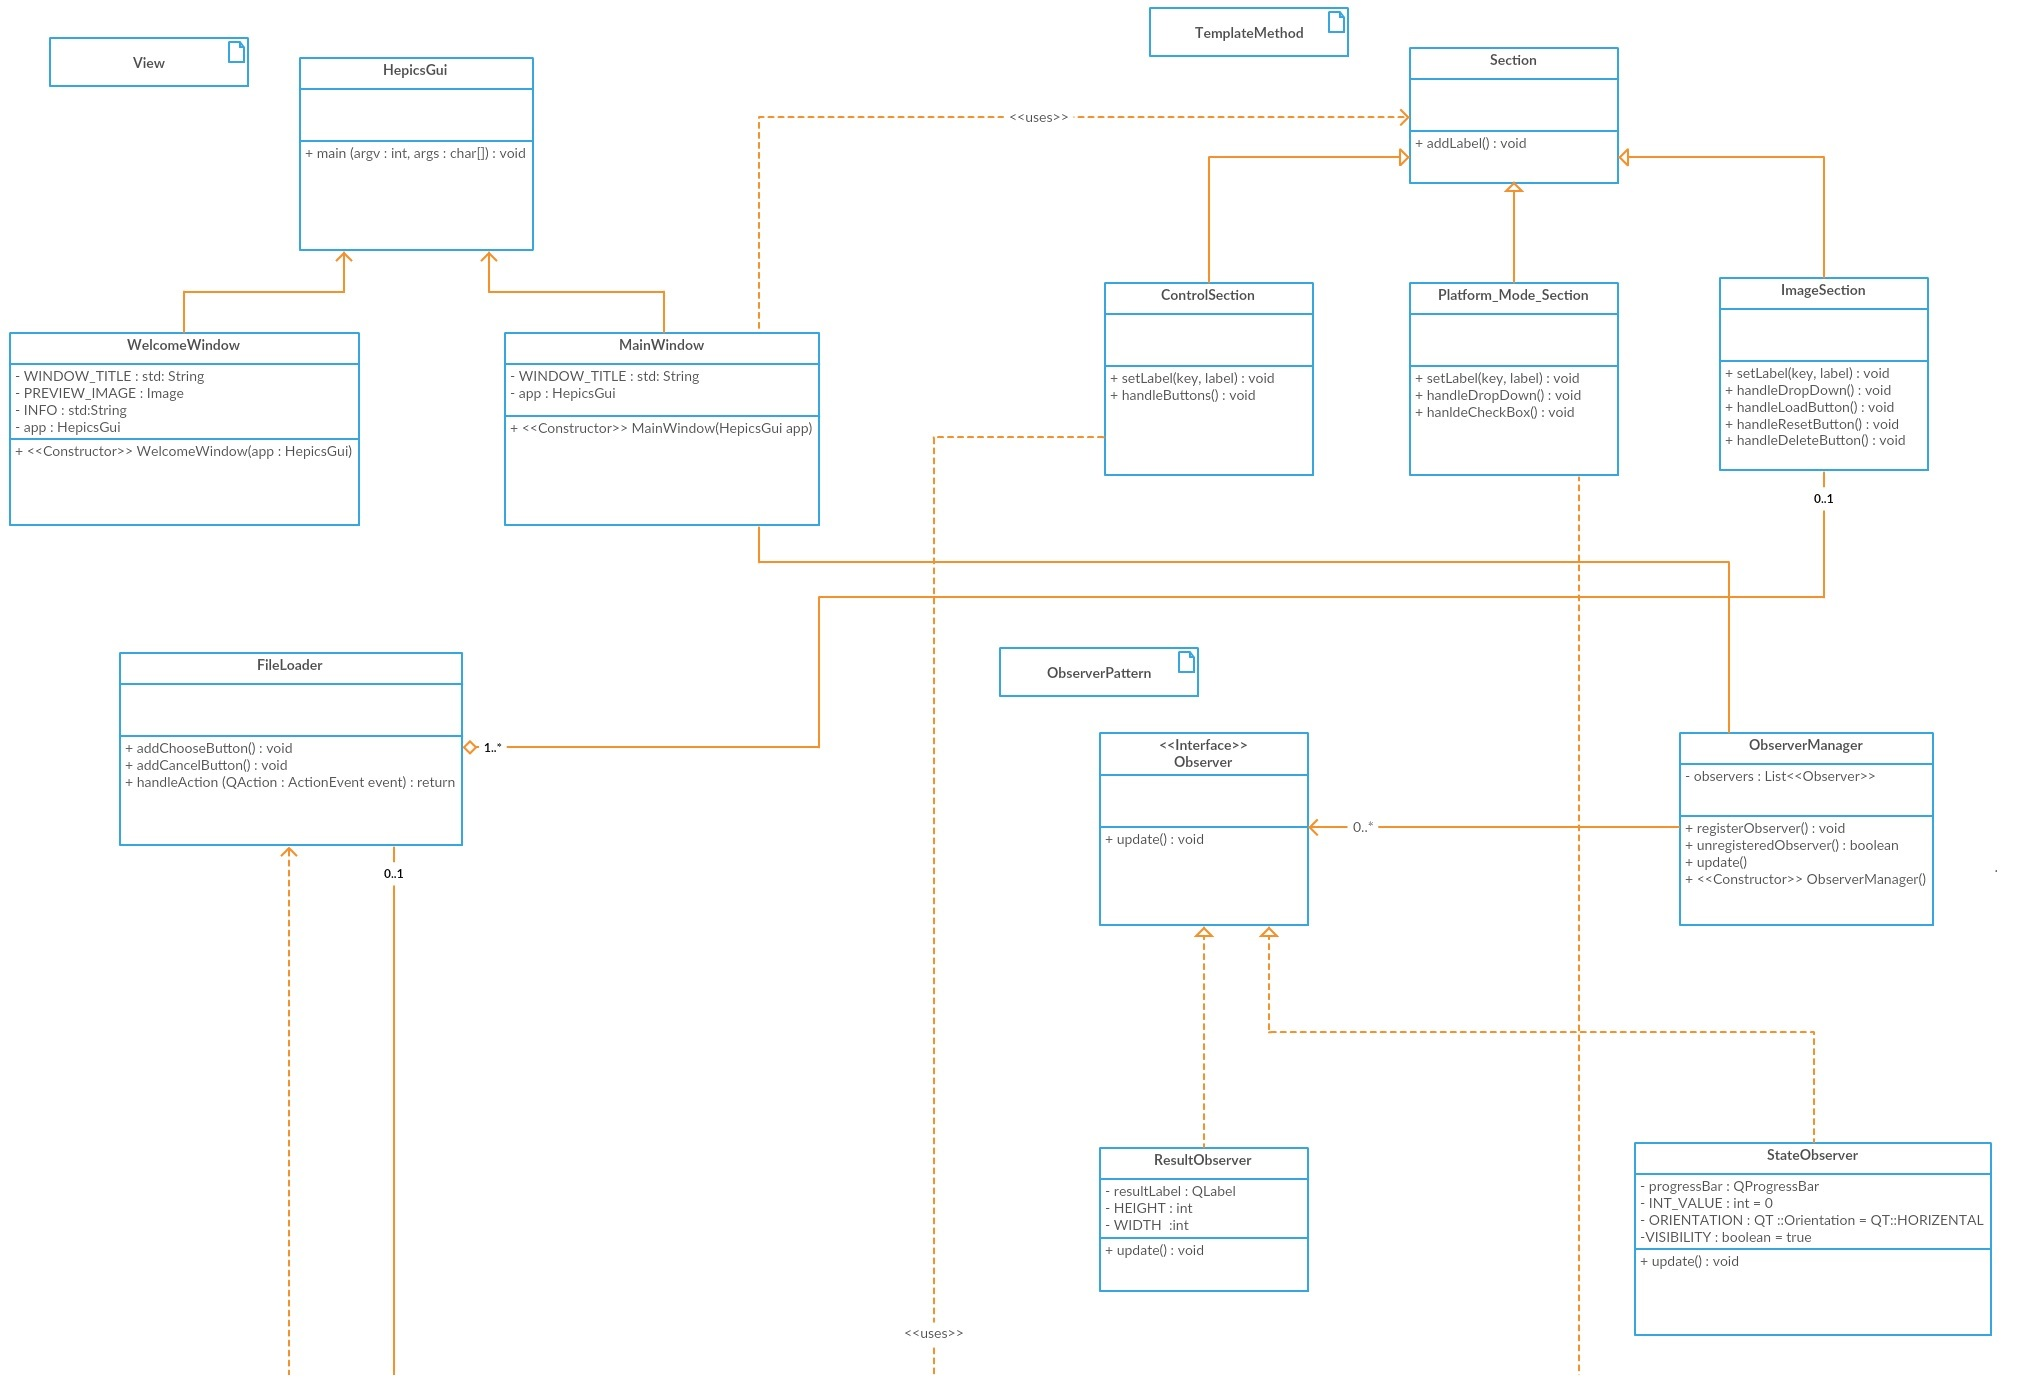 View
TemplateMethod
HepicsGui
+ main (argv : int, args : char[]) : void
<<uses>>
Section
+ addLabel() : void
WelcomeWindow
- WINDOW_TITLE : std: String
- PREVIEW_IMAGE : Image
- INFO : std:String
- app : HepicsGui
+ <<Constructor>> WelcomeWindow(app : HepicsGui)
MainWindow
- WINDOW_TITLE : std: String
- app : HepicsGui
+ <<Constructor>> MainWindow(HepicsGui app)
ControlSection
+ setLabel(key, label) : void
+ handleButtons() : void
Platform_Mode_Section
+ setLabel(key, label) : void
+ handleDropDown() : void
+ hanldeCheckBox() : void
ImageSection
+ setLabel(key, label) : void
+ handleDropDown() : void
+ handleLoadButton() : void
+ handleResetButton() : void
+ handleDeleteButton() : void
0..1
FileLoader
+ addChooseButton() : void
+ addCancelButton() : void
+ handleAction (QAction : ActionEvent event) : return
1..*
0..1
ObserverPattern
<<Interface>>
Observer
+ update() : void
0..*
ObserverManager
- observers : List<<Observer>>
+ registerObserver() : void
+ unregisteredObserver() : boolean
+ update()
+ <<Constructor>> ObserverManager()
.
ResultObserver
- resultLabel : QLabel
- HEIGHT : int
- WIDTH  :int
+ update() : void
StateObserver
- progressBar : QProgressBar
- INT_VALUE : int = 0
- ORIENTATION : QT ::Orientation = QT::HORIZENTAL
-VISIBILITY : boolean = true
+ update() : void
<<uses>>